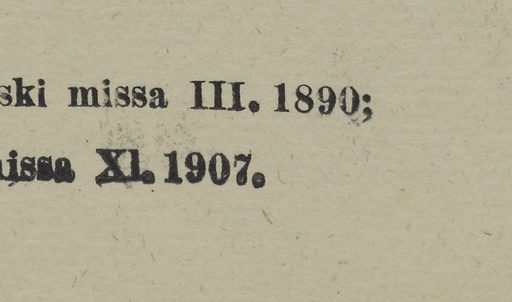 ski missa III. 1890;
missa XI. 1907.